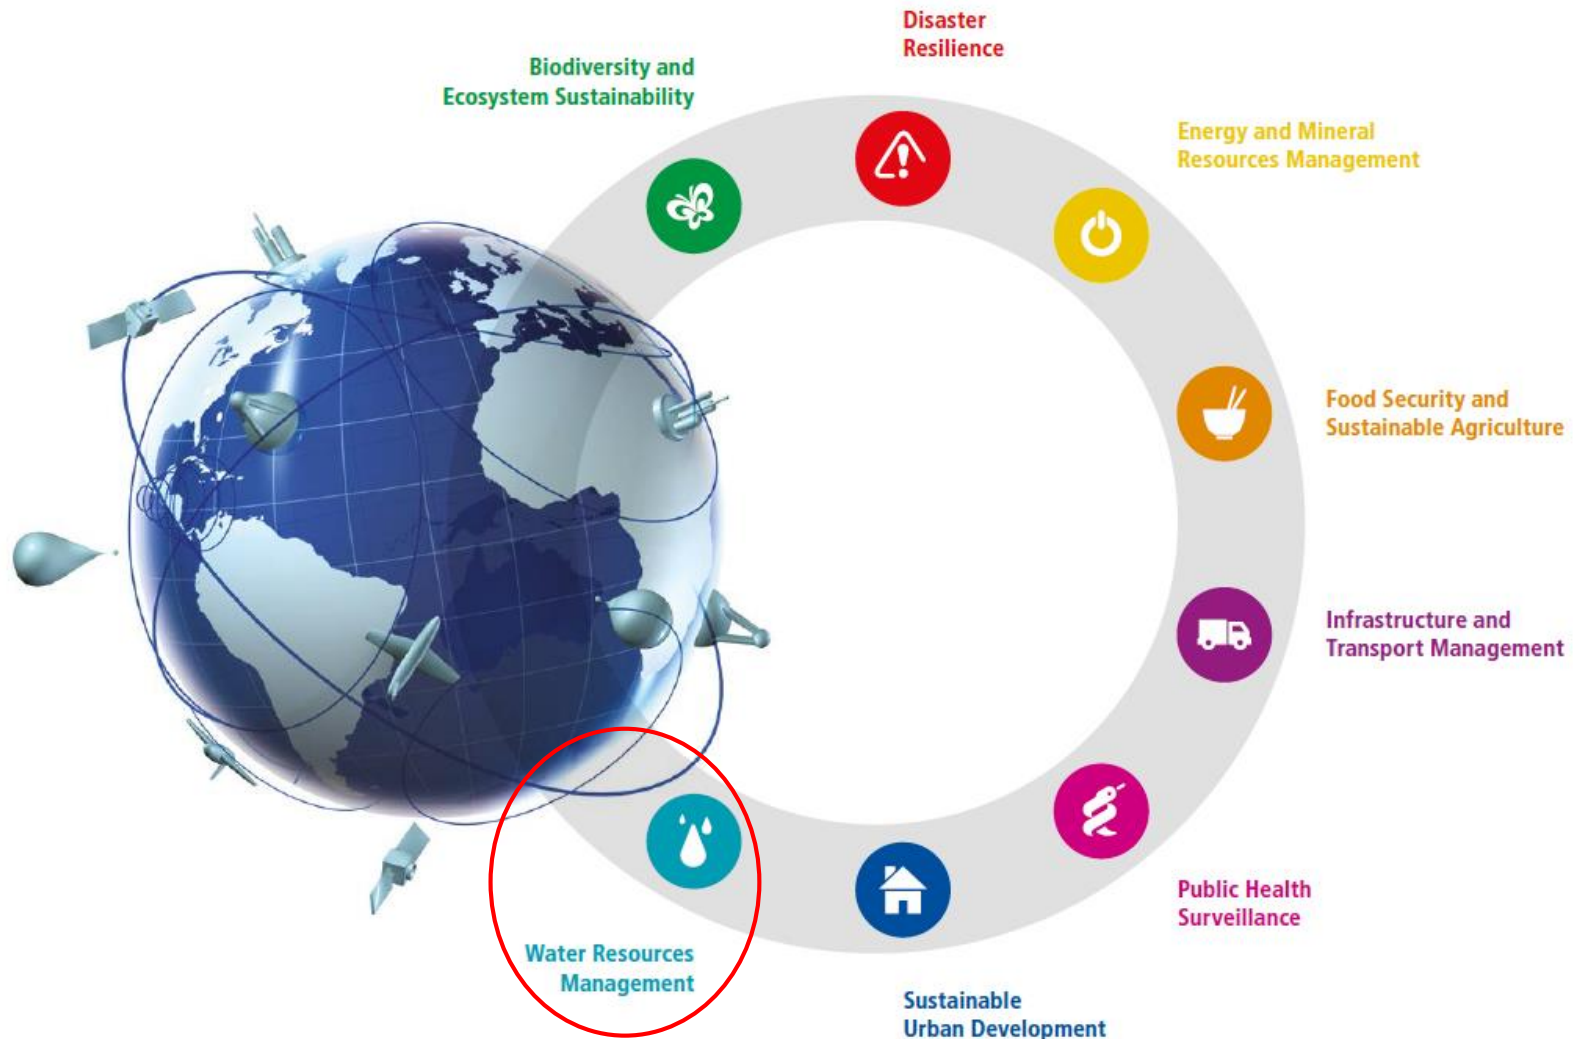 Disaster
Resilience
Biodiversity and
Ecosystem Sustainability
Energy and Mineral
Resources Management
Food Security and
Sustainable Agriculture
Infrastructure and
Transport Management
Public Health
Surveillance
Water Resources
Management
Sustainable
Urban Development